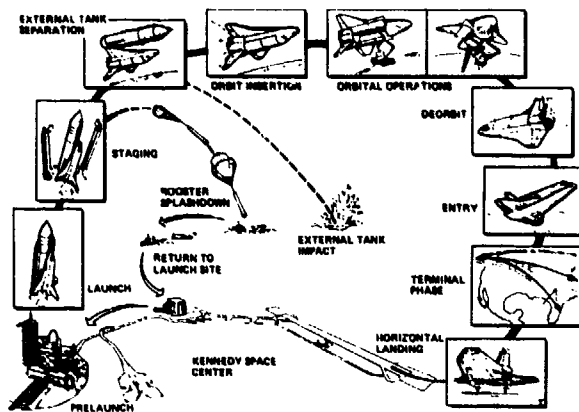 EXTERNAL TANK
SEPARATION
ORBIT INSERTION
ORBITAL OPERATIONS
DEORBIT
STAGING
BOOSTER
SPLASHDOWN
ENTRY
EXTERNAL TANK
IMPACT
RETURN TO
LAUNCH SITE
TERMINAL
PHASE
LAUNCH
HORIZONTAL
LANDING
KENNEDY SPACE
CENTER
PRELAUNCH